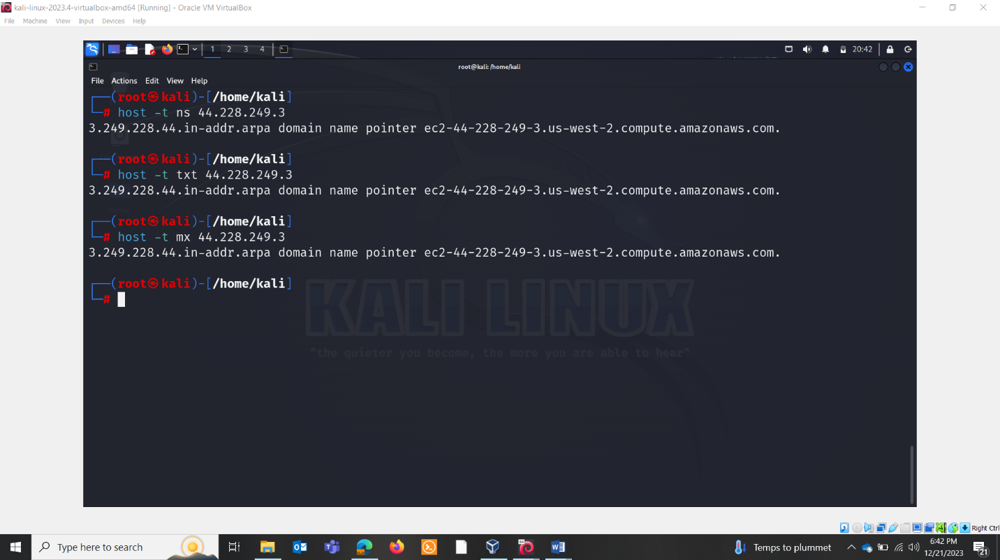 kali-linux-2023.4-virtualbox-amd64 [Running] - Oracle VM VirtualBox
File Machine View Input Devices Help
1 2 3 4 20:42
root@kali: /home/kali
File Actions Edit View Help
(root㉿kali)-[/home/kali]
# host -t ns 44.228.249.3
3.249.228.44.in-addr.arpa domain name pointer ec2-44-228-249-3.us-west-2.compute.amazonaws.com.
(root㉿kali)-[/home/kali]
# host -t txt 44.228.249.3
3.249.228.44.in-addr.arpa domain name pointer ec2-44-228-249-3.us-west-2.compute.amazonaws.com.
(root㉿kali)-[/home/kali]
# host -t mx 44.228.249.3
3.249.228.44.in-addr.arpa domain name pointer ec2-44-228-249-3.us-west-2.compute.amazonaws.com.
(root㉿kali)-[/home/kali]
#
KALI LINUX
"the quieter you become, the more you are able to hear"
Right Ctrl
Type here to search
Temps to plummet
6:42 PM
12/21/2023
21